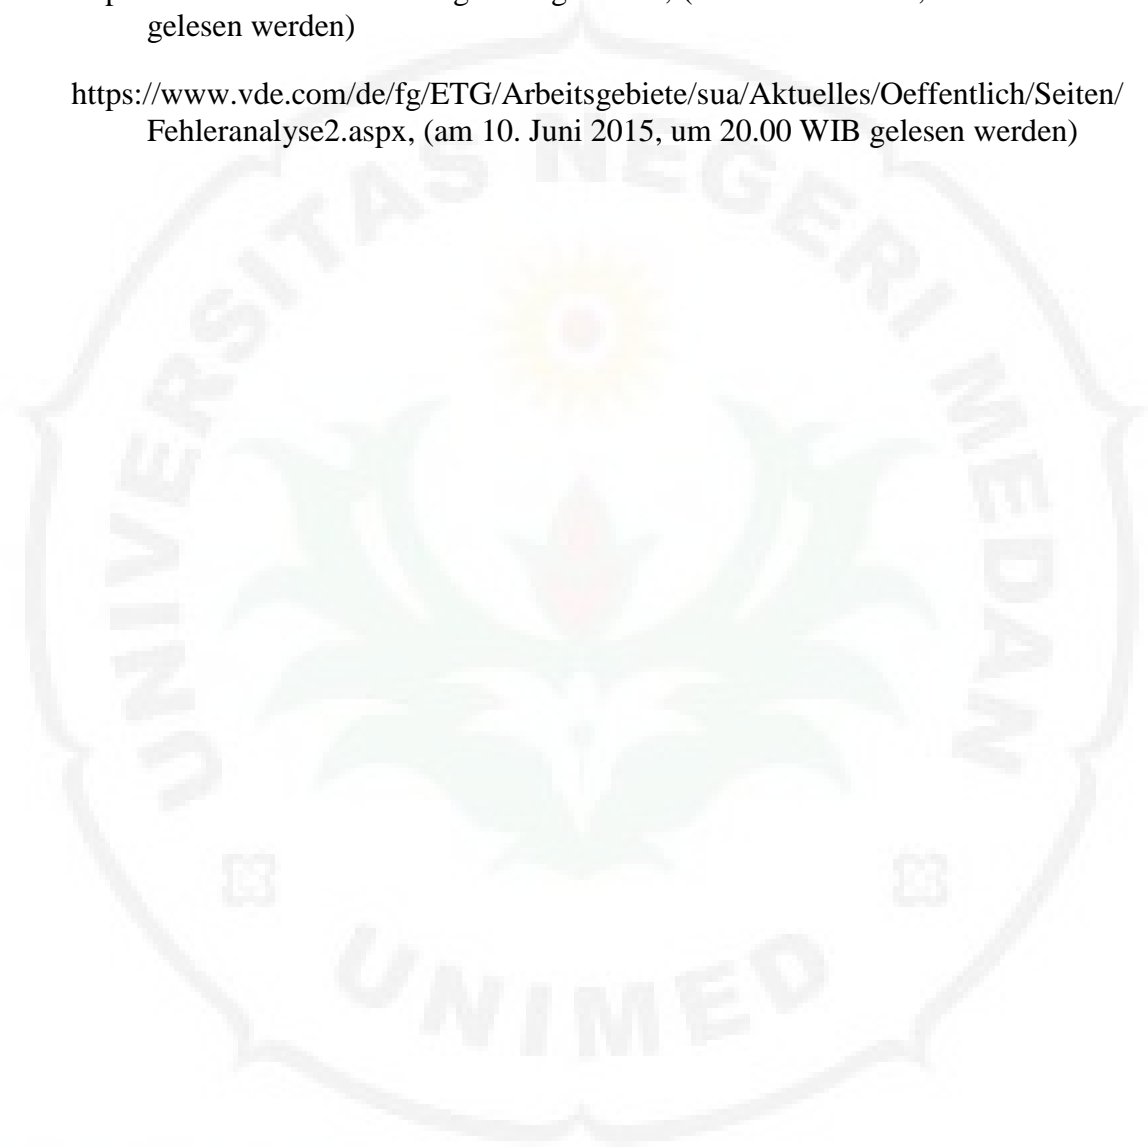 gelesen werden)
https://www.vde.com/de/fg/ETG/Arbeitsgebiete/sua/Aktuelles/Oeffentlich/Seiten/
Fehleranalyse2.aspx, (am 10. Juni 2015, um 20.00 WIB gelesen werden)
UNIVERSITAS NEGERI MEDAN
UNIMED